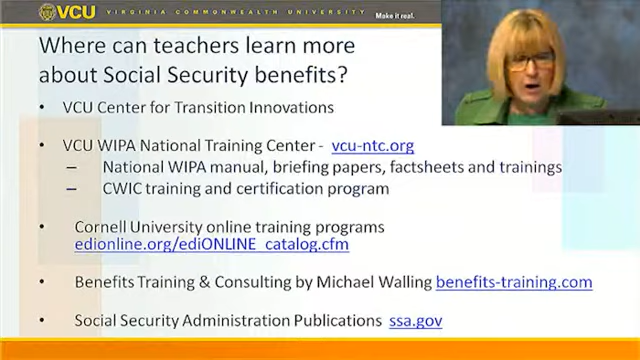 VCU VIRGINIA COMMONWEALTH UNIVERSITY Make it real.
Where can teachers learn more
about Social Security benefits?
• VCU Center for Transition Innovations
• VCU WIPA National Training Center - vcu-ntc.org
– National WIPA manual, briefing papers, factsheets and trainings
– CWIC training and certification program
• Cornell University online training programs
edionline.org/ediONLINE_catalog.cfm
• Benefits Training & Consulting by Michael Walling benefits-training.com
• Social Security Administration Publications ssa.gov